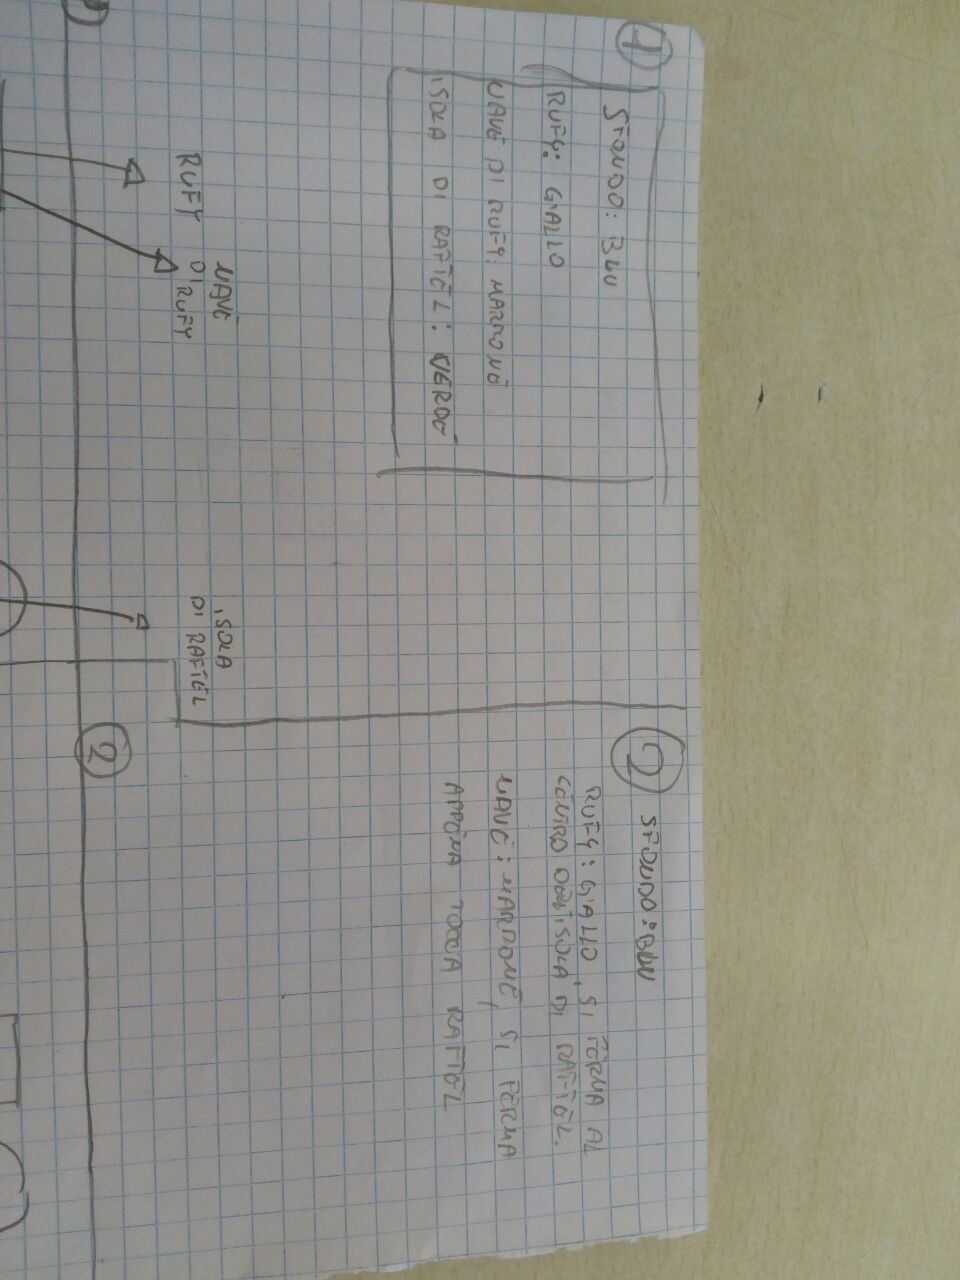 1
SFONDO: BLU
RUFY: GIALLO
NAVE DI RUFY: MARRONE
ISOLA DI RAFTEL: VERDE
2 SFONDO: BLU
RUFY: GIALLO, SI FERMA AL
CENTRO DELL'ISOLA DI RAFTEL.
NAVE: MARRONE, SI FERMA
APPENA TOCCA RAFTEL
RUFY
NAVE
DI
RUFY
ISOLA
DI RAFTEL
1
2